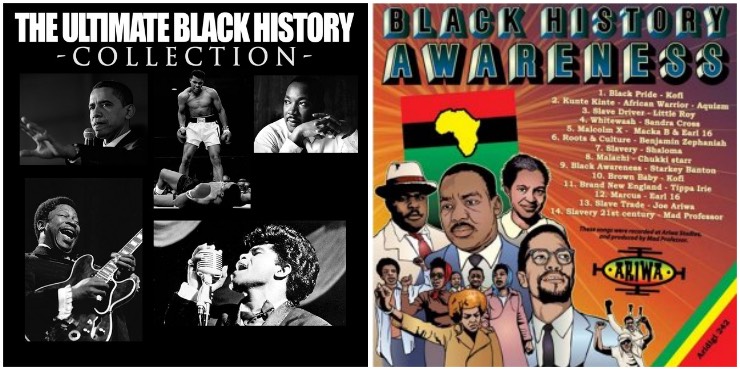 THE ULTIMATE BLACK HISTORY
- COLLECTION -
BLACK HISTORY
AWARENESS
1. Black Pride - Kofi
2. Kunte Kinte - African Warrior - Aquizm
3. Slave Driver - Little Roy
4. Whitewash - Sandra Cross
5. Malcolm X - Macka B & Earl 16
6. Roots & Culture - Benjamin Zephaniah
7. Slavery - Shaloma
8. Malachi - Chukki starr
9. Black Awareness - Starkey Banton
10. Brown Baby - Kofi
11. Brand New England - Tippa Irie
12. Marcus - Earl 16
13. Slave Trade - Joe Ariwa
14. Slavery 21st century - Mad Professor
These songs were recorded at Ariwa Studios,
and produced by Mad Professor.
ARIWA
Aridigi 242